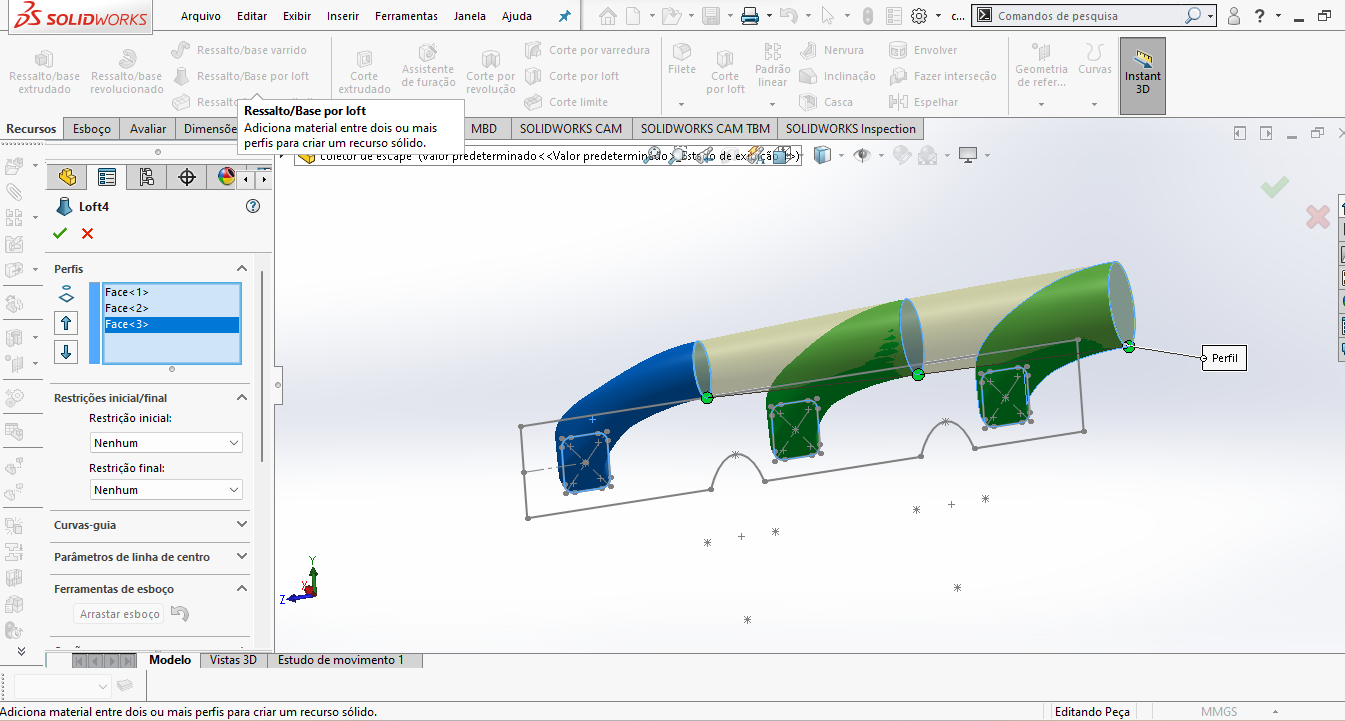 SOLIDWORKS
Arquivo Editar Exibir Inserir Ferramentas Janela Ajuda
c...
Comandos de pesquisa
?
Ressalto/base extrudado
Ressalto/base revolucionado
Ressalto/base varrido
Ressalto/Base por loft
Corte extrudado
Assistente de furação
Corte por revolução
Corte por varredura
Corte por loft
Corte limite
Filete
Corte por loft
Padrão linear
Nervura
Inclinação
Casca
Envolver
Fazer interseção
Espelhar
Geometria de refer...
Curvas
Instant 3D
Ressalto/Base por loft
Adiciona material entre dois ou mais
perfis para criar um recurso sólido.
Recursos Esboço Avaliar MBD SOLIDWORKS CAM SOLIDWORKS CAM TBM SOLIDWORKS Inspection
coletor de escape (Valor predeterminado<<Valor predeterminado>
Loft4
Perfis
Face<1>
Face<2>
Face<3>
Restrições inicial/final
Restrição inicial:
Nenhum
Restrição final:
Nenhum
Curvas-guia
Parâmetros de linha de centro
Ferramentas de esboço
Arrastar esboço
Perfil
Y
X
Z
Modelo Vistas 3D Estudo de movimento 1
Adiciona material entre dois ou mais perfis para criar um recurso sólido.
Editando Peça
MMGS